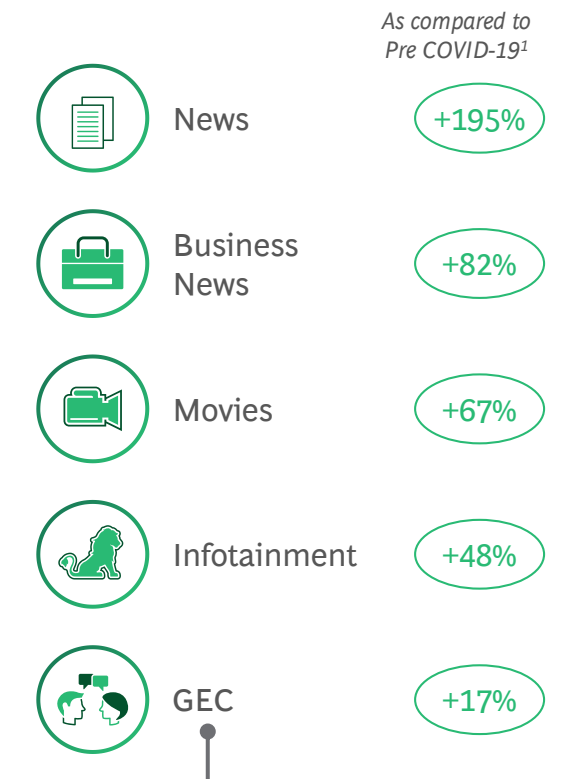 As compared to
Pre COVID-19¹
News
+195%
Business
News
+82%
Movies
+67%
Infotainment
+48%
GEC
+17%